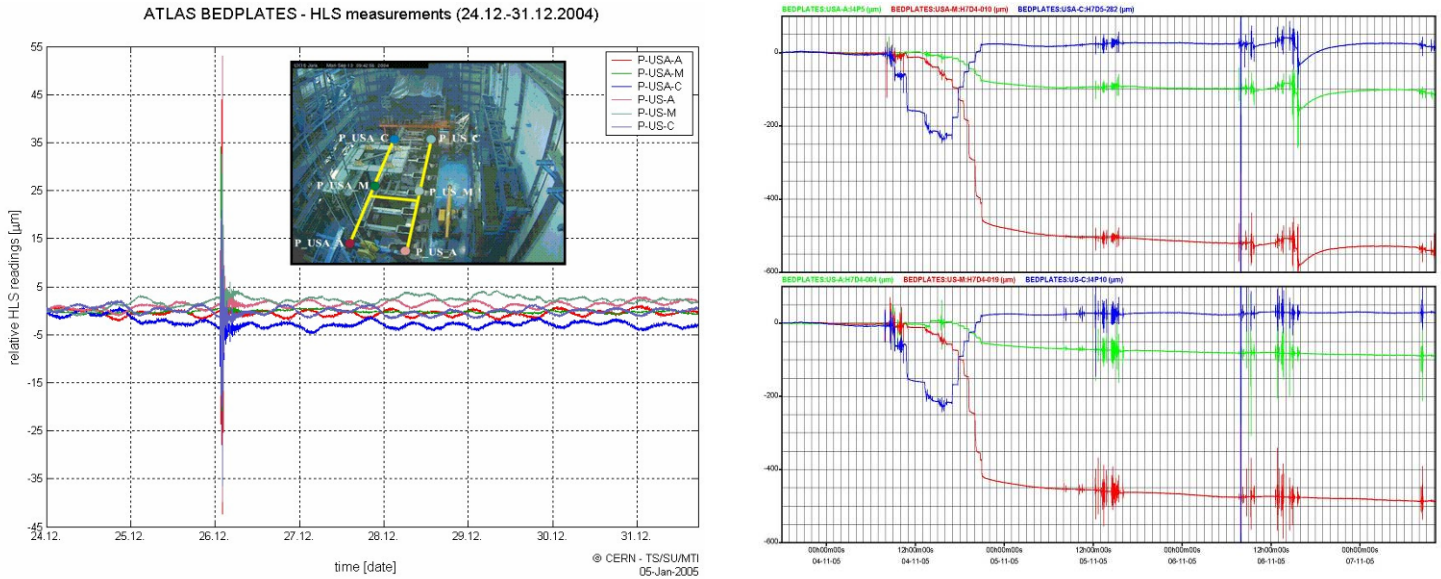 ATLAS BEDPLATES - HLS measurements (24.12.-31.12.2004)
relative HLS readings [µm]
55
45
35
25
15
5
-5
-15
-25
-35
-45
P-USA-A
P-USA-M
P-USA-C
P-US-A
P-US-M
P-US-C
P_USA_C
P_US_C
P_USA_M
P_US_M
P_USA_A
P_US_A
24.12. 25.12. 26.12. 27.12. 28.12. 29.12. 30.12. 31.12.
time [date]
© CERN - TS/SU/MTI
05-Jan-2005
BEDPLATES:USA-A:I4P5 (µm) BEDPLATES:USA-M:H7D4-010 (µm) BEDPLATES:USA-C:H7D5-282 (µm)
0
-200
-400
-600
BEDPLATES:US-A:H7D4-004 (µm) BEDPLATES:US-M:H7D4-019 (µm) BEDPLATES:US-C:I4P10 (µm)
0
-200
-400
-600
00h00m00s 12h00m00s 00h00m00s 12h00m00s 00h00m00s 12h00m00s 00h00m00s
04-11-05 04-11-05 05-11-05 05-11-05 06-11-05 06-11-05 07-11-05